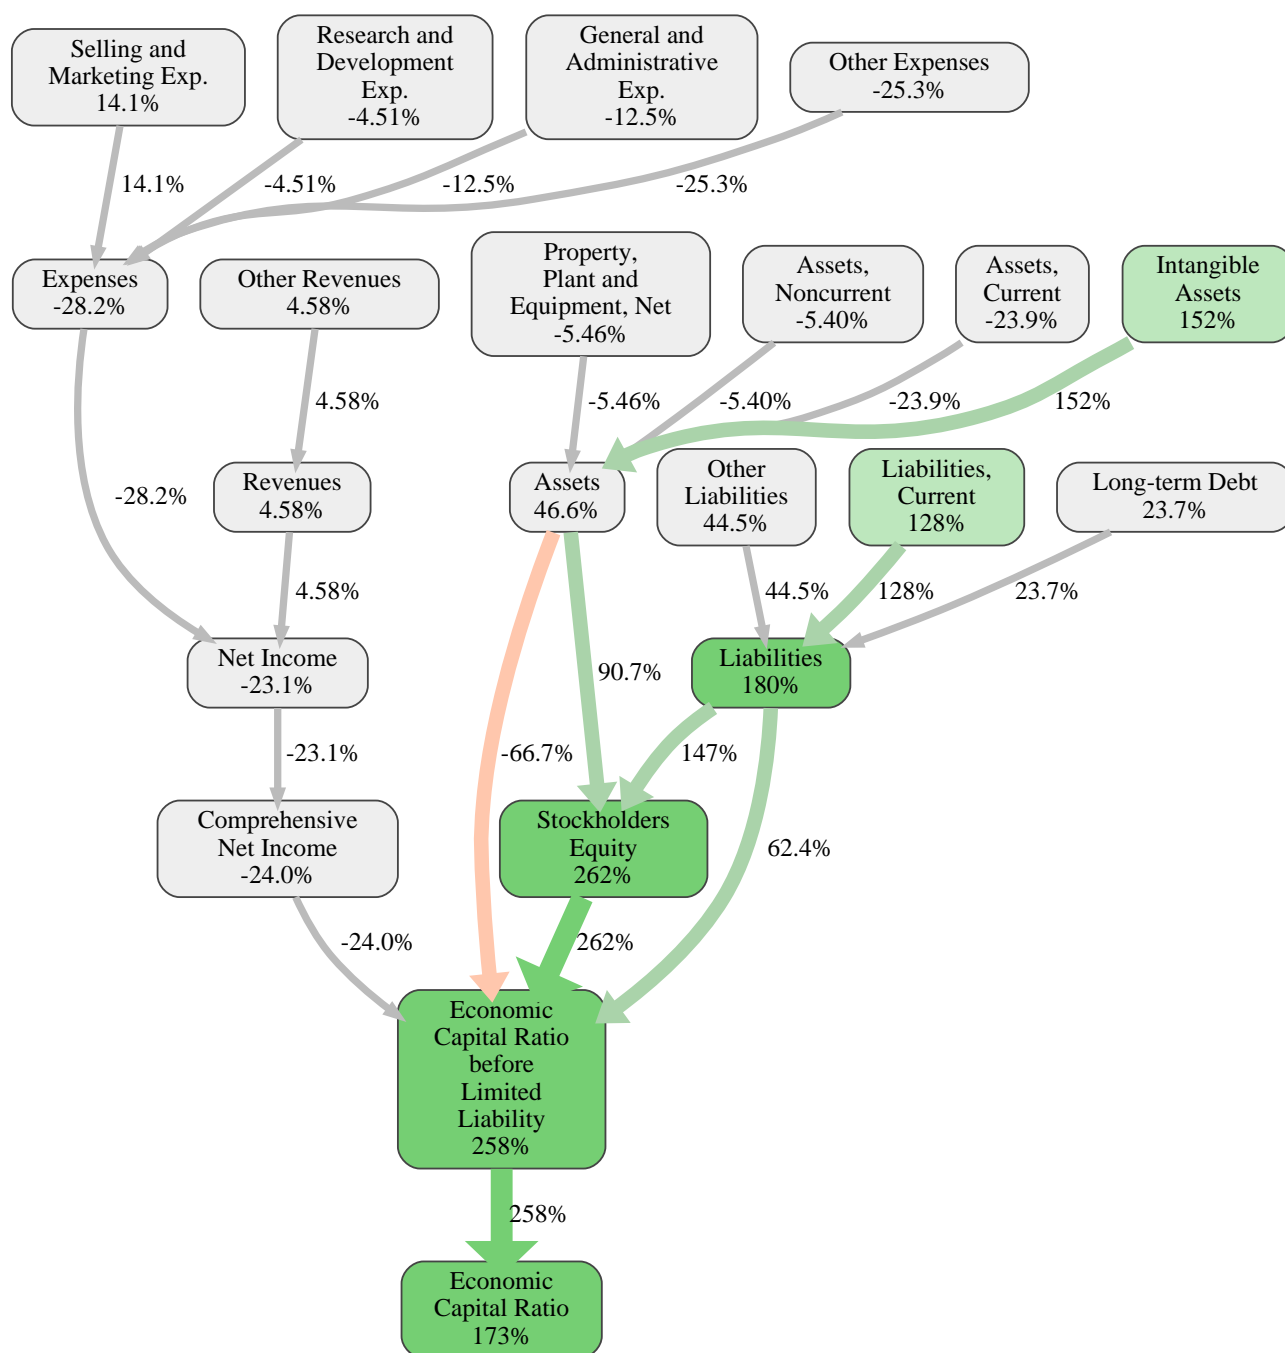 Selling and
Marketing Exp.
14.1%
Research and
Development
Exp.
-4.51%
General and
Administrative
Exp.
-12.5%
Other Expenses
-25.3%
14.1%
-4.51%
-12.5%
-25.3%
Expenses
-28.2%
Other Revenues
4.58%
Property,
Plant and
Equipment, Net
-5.46%
Assets,
Noncurrent
-5.40%
Assets,
Current
-23.9%
Intangible
Assets
152%
4.58%
-5.46%
-5.40%
-23.9%
152%
-28.2%
Revenues
4.58%
Assets
46.6%
Other
Liabilities
44.5%
Liabilities,
Current
128%
Long-term Debt
23.7%
4.58%
44.5%
128%
23.7%
Net Income
-23.1%
90.7%
Liabilities
180%
-23.1%
-66.7%
147%
Comprehensive
Net Income
-24.0%
Stockholders
Equity
262%
62.4%
-24.0%
262%
Economic
Capital Ratio
before
Limited
Liability
258%
258%
Economic
Capital Ratio
173%